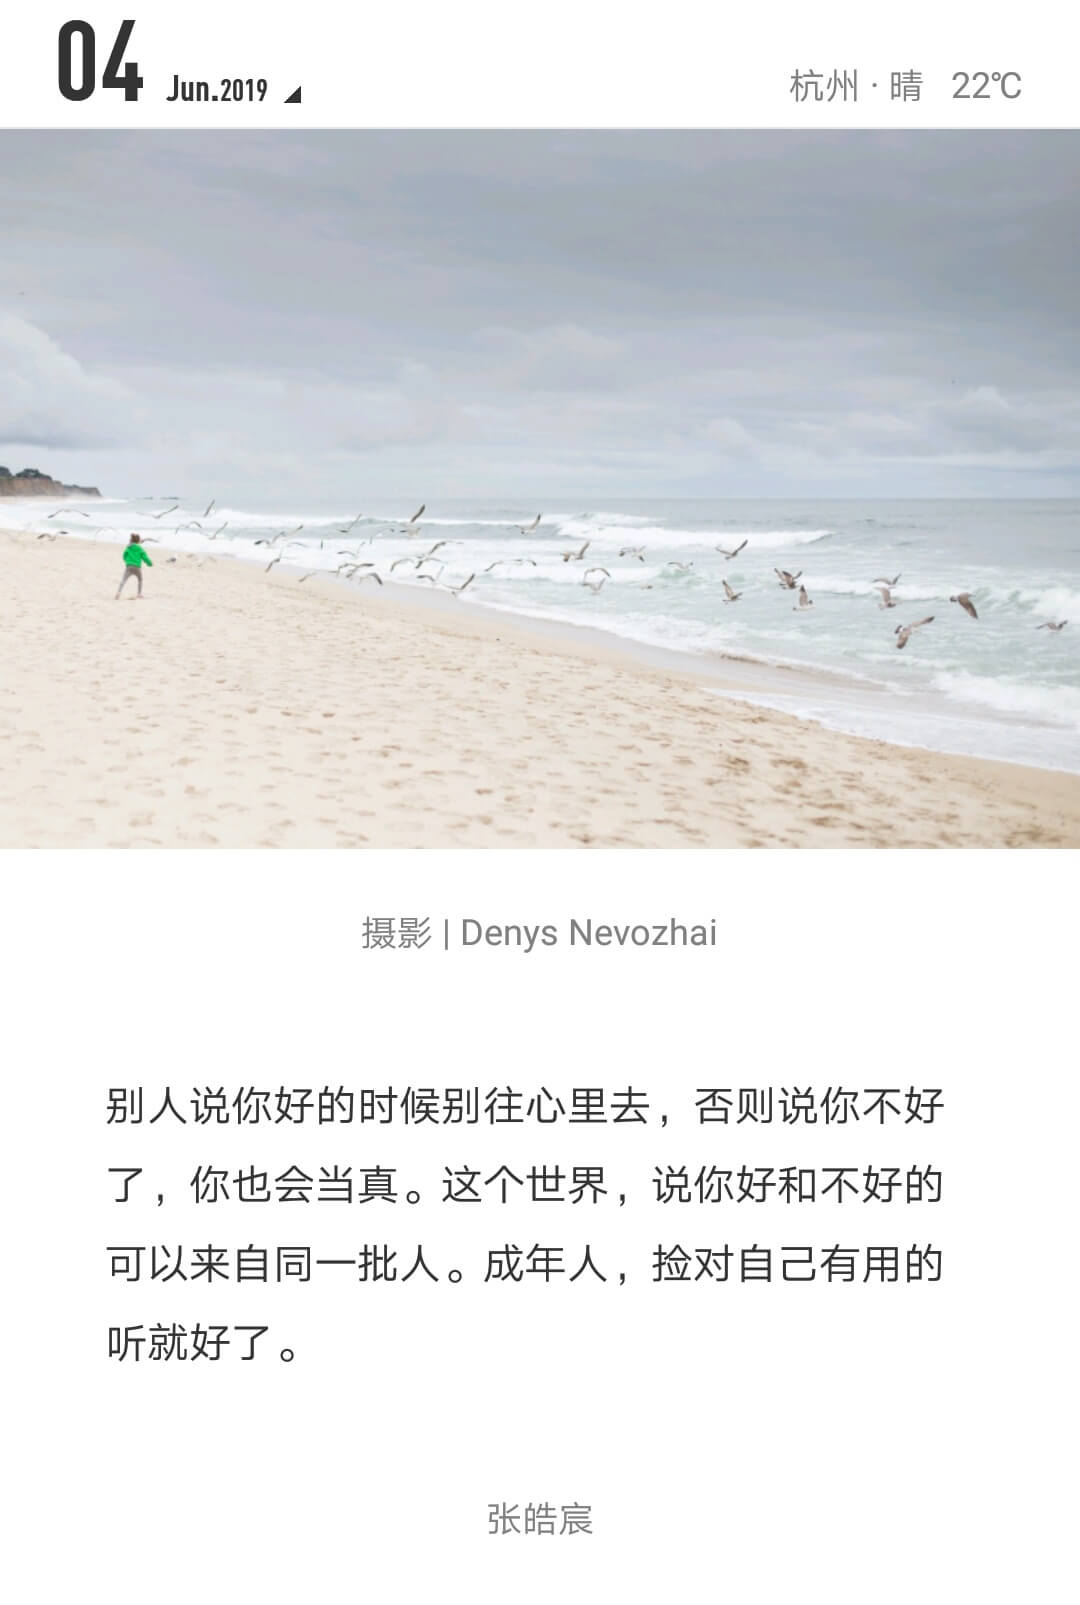 04 Jun.2019
杭州 · 晴 22℃
摄影 | Denys Nevozhai
别人说你好的时候别往心里去，否则说你不好
了，你也会当真。这个世界，说你好和不好的
可以来自同一批人。成年人，捡对自己有用的
听就好了。
张皓宸